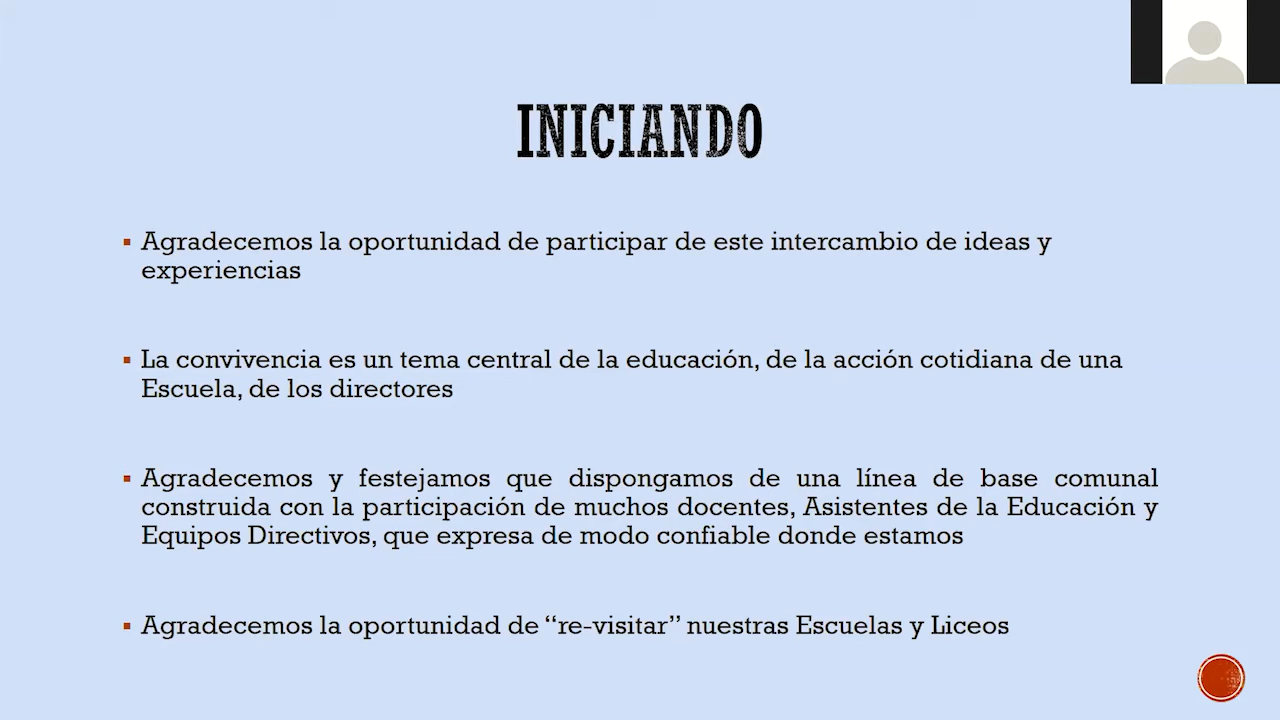 INICIANDO
Agradecemos la oportunidad de participar de este intercambio de ideas y
experiencias
La convivencia es un tema central de la educación, de la acción cotidiana de una
Escuela, de los directores
Agradecemos y festejamos que dispongamos de una línea de base comunal
construida con la participación de muchos docentes, Asistentes de la Educación y
Equipos Directivos, que expresa de modo confiable donde estamos
Agradecemos la oportunidad de “re-visitar” nuestras Escuelas y Liceos